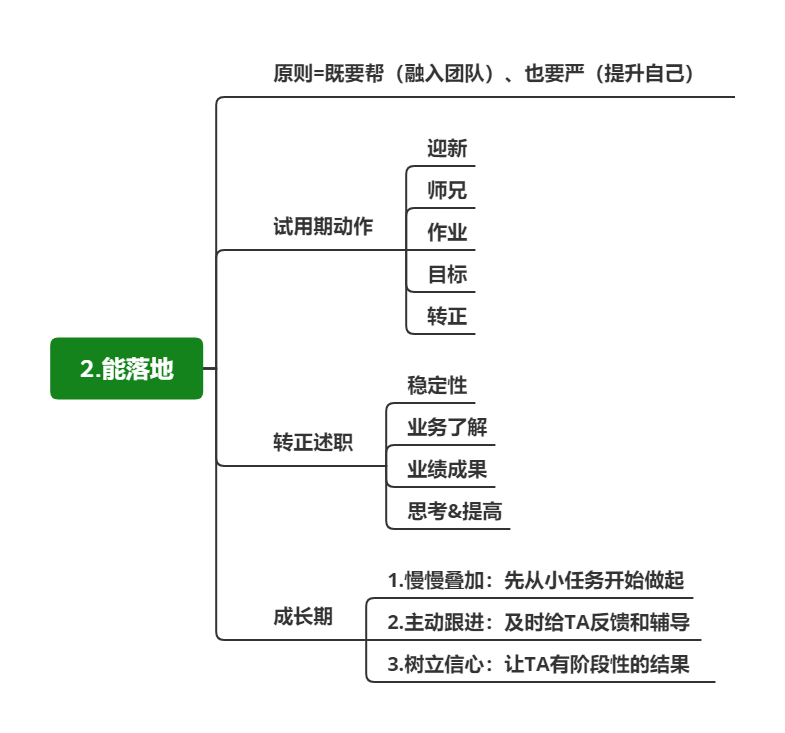 2.能落地
原则=既要帮（融入团队）、也要严（提升自己）
试用期动作
迎新
师兄
作业
目标
转正
转正述职
稳定性
业务了解
业绩成果
思考&提高
成长期
1.慢慢叠加：先从小任务开始做起
2.主动跟进：及时给TA反馈和辅导
3.树立信心：让TA有阶段性的结果